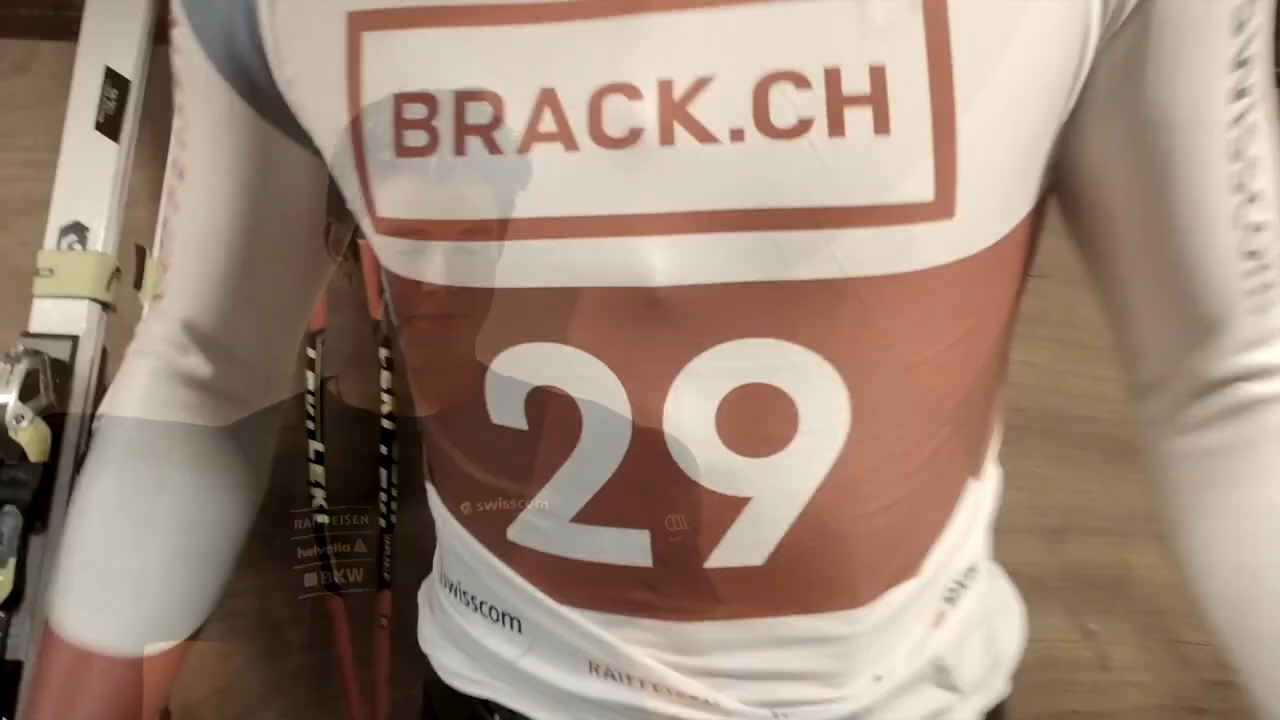 BRACK.CH
29
swisscom
RAIFFEISEN
helvetia
BKW
swisscom
RAIFFEISEN
LEKI